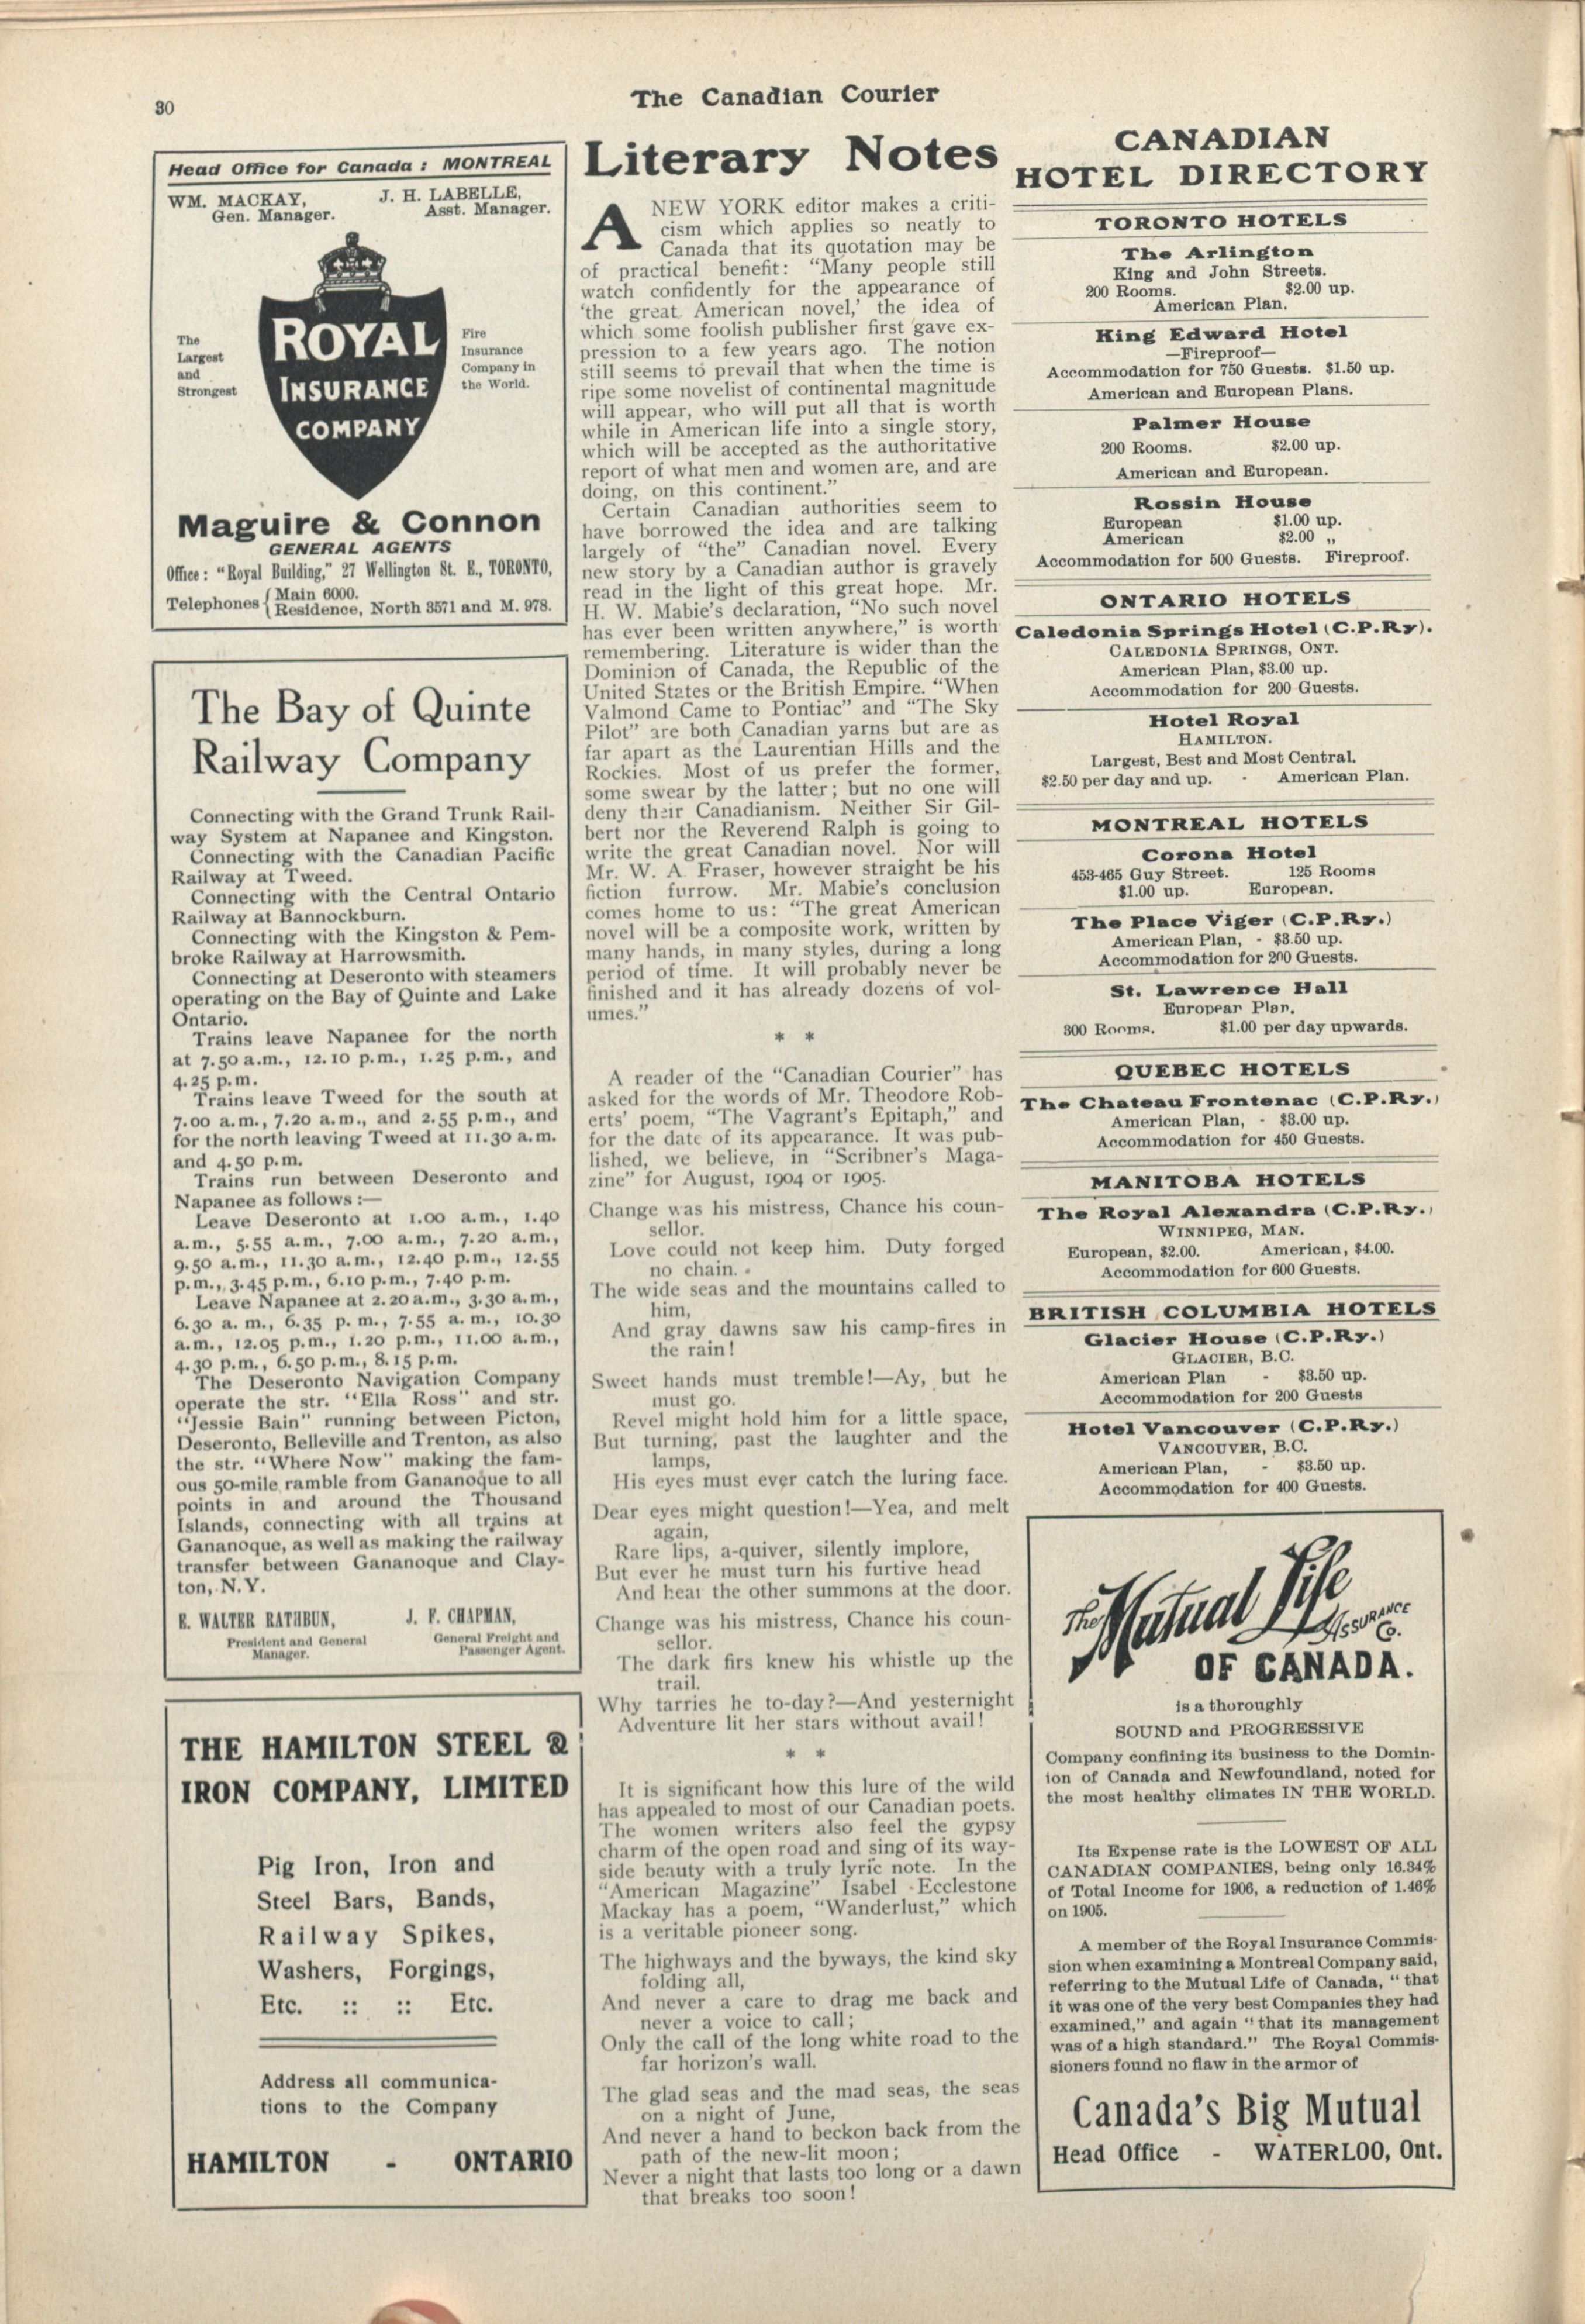 30
The Canadian Courier
Head Office for Canada : MONTREAL
WM. MACKAY, J. H. LABELLE,
Gen. Manager. Asst. Manager.
The
Largest
and
Strongest
ROYAL
INSURANCE
COMPANY
Fire
Insurance
Company in
the World.
Maguire & Connon
GENERAL AGENTS
Office: "Royal Building," 27 Wellington St. E., TORONTO,
Telephones { Main 6000.
Residence, North 3571 and M. 978.
The Bay of Quinte
Railway Company
Connecting with the Grand Trunk Rail-
way System at Napanee and Kingston.
Connecting with the Canadian Pacific
Railway at Tweed.
Connecting with the Central Ontario
Railway at Bannockburn.
Connecting with the Kingston & Pem-
broke Railway at Harrowsmith.
Connecting at Deseronto with steamers
operating on the Bay of Quinte and Lake
Ontario.
Trains leave Napanee for the north
at 7.50 a.m., 12.10 p.m., 1.25 p.m., and
4.25 p.m.
Trains leave Tweed for the south at
7.00 a.m., 7.20 a.m., and 2.55 p.m., and
for the north leaving Tweed at 11.30 a.m.
and 4.50 p.m.
Trains run between Deseronto and
Napanee as follows :—
Leave Deseronto at 1.00 a.m., 1.40
a.m., 5.55 a.m., 7.00 a.m., 7.20 a.m.,
9.50 a.m., 11.30 a.m., 12.40 p.m., 12.55
p.m., 3.45 p.m., 6.10 p.m., 7.40 p.m.
Leave Napanee at 2.20 a.m., 3.30 a.m.,
6.30 a. m., 6.35 p. m., 7.55 a. m., 10.30
a.m., 12.05 p.m., 1.20 p.m., 11.00 a.m.,
4.30 p.m., 6.50 p.m., 8.15 p.m.
The Deseronto Navigation Company
operate the str. "Ella Ross" and str.
"Jessie Bain" running between Picton,
Deseronto, Belleville and Trenton, as also
the str. "Where Now" making the fam-
ous 50-mile ramble from Gananoque to all
points in and around the Thousand
Islands, connecting with all trains at
Gananoque, as well as making the railway
transfer between Gananoque and Clay-
ton, N.Y.
E. WALTER RATHBUN, J. F. CHAPMAN,
President and General Manager. General Freight and Passenger Agent.
THE HAMILTON STEEL &
IRON COMPANY, LIMITED
Pig Iron, Iron and
Steel Bars, Bands,
Railway Spikes,
Washers, Forgings,
Etc. :: :: Etc.
Address all communica-
tions to the Company
HAMILTON - ONTARIO
Literary Notes
A NEW YORK editor makes a criti-
cism which applies so neatly to
Canada that its quotation may be
of practical benefit: "Many people still
watch confidently for the appearance of
'the great American novel,' the idea of
which some foolish publisher first gave ex-
pression to a few years ago. The notion
still seems to prevail that when the time is
ripe some novelist of continental magnitude
will appear, who will put all that is worth
while in American life into a single story,
which will be accepted as the authoritative
report of what men and women are, and are
doing, on this continent."
Certain Canadian authorities seem to
have borrowed the idea and are talking
largely of "the" Canadian novel. Every
new story by a Canadian author is gravely
read in the light of this great hope. Mr.
H. W. Mabie's declaration, "No such novel
has ever been written anywhere," is worth
remembering. Literature is wider than the
Dominion of Canada, the Republic of the
United States or the British Empire. "When
Valmond Came to Pontiac" and "The Sky
Pilot" are both Canadian yarns but are as
far apart as the Laurentian Hills and the
Rockies. Most of us prefer the former,
some swear by the latter; but no one will
deny their Canadianism. Neither Sir Gil-
bert nor the Reverend Ralph is going to
write the great Canadian novel. Nor will
Mr. W. A. Fraser, however straight be his
fiction furrow. Mr. Mabie's conclusion
comes home to us: "The great American
novel will be a composite work, written by
many hands, in many styles, during a long
period of time. It will probably never be
finished and it has already dozens of vol-
umes."
* *
A reader of the "Canadian Courier" has
asked for the words of Mr. Theodore Rob-
erts' poem, "The Vagrant's Epitaph," and
for the date of its appearance. It was pub-
lished, we believe, in "Scribner's Maga-
zine" for August, 1904 or 1905.
Change was his mistress, Chance his coun-
sellor.
Love could not keep him. Duty forged
no chain.
The wide seas and the mountains called to
him,
And gray dawns saw his camp-fires in
the rain!
Sweet hands must tremble!—Ay, but he
must go.
Revel might hold him for a little space,
But turning, past the laughter and the
lamps,
His eyes must ever catch the luring face.
Dear eyes might question!—Yea, and melt
again,
Rare lips, a-quiver, silently implore,
But ever he must turn his furtive head
And hear the other summons at the door.
Change was his mistress, Chance his coun-
sellor.
The dark firs knew his whistle up the
trail.
Why tarries he to-day?—And yesternight
Adventure lit her stars without avail!
* *
It is significant how this lure of the wild
has appealed to most of our Canadian poets.
The women writers also feel the gypsy
charm of the open road and sing of its way-
side beauty with a truly lyric note. In the
"American Magazine" Isabel Ecclestone
Mackay has a poem, "Wanderlust," which
is a veritable pioneer song.
The highways and the byways, the kind sky
folding all,
And never a care to drag me back and
never a voice to call;
Only the call of the long white road to the
far horizon's wall.
The glad seas and the mad seas, the seas
on a night of June,
And never a hand to beckon back from the
path of the new-lit moon;
Never a night that lasts too long or a dawn
that breaks too soon!
CANADIAN
HOTEL DIRECTORY
TORONTO HOTELS
The Arlington
King and John Streets.
200 Rooms. $2.00 up.
American Plan.
King Edward Hotel
—Fireproof—
Accommodation for 750 Guests. $1.50 up.
American and European Plans.
Palmer House
200 Rooms. $2.00 up.
American and European.
Rossin House
European $1.00 up.
American $2.00 ,,
Accommodation for 500 Guests. Fireproof.
ONTARIO HOTELS
Caledonia Springs Hotel (C.P.Ry).
CALEDONIA SPRINGS, ONT.
American Plan, $3.00 up.
Accommodation for 200 Guests.
Hotel Royal
HAMILTON.
Largest, Best and Most Central.
$2.50 per day and up. - American Plan.
MONTREAL HOTELS
Corona Hotel
453-465 Guy Street. 125 Rooms
$1.00 up. European.
The Place Viger (C.P.Ry.)
American Plan, - $3.50 up.
Accommodation for 200 Guests.
St. Lawrence Hall
European Plan.
300 Rooms. $1.00 per day upwards.
QUEBEC HOTELS
The Chateau Frontenac (C.P.Ry.)
American Plan, - $3.00 up.
Accommodation for 450 Guests.
MANITOBA HOTELS
The Royal Alexandra (C.P.Ry.)
WINNIPEG, MAN.
European, $2.00. American, $4.00.
Accommodation for 600 Guests.
BRITISH COLUMBIA HOTELS
Glacier House (C.P.Ry.)
GLACIER, B.C.
American Plan - $3.50 up.
Accommodation for 200 Guests
Hotel Vancouver (C.P.Ry.)
VANCOUVER, B.C.
American Plan, - $3.50 up.
Accommodation for 400 Guests.
The Mutual Life
ASSURANCE Co.
OF CANADA.
is a thoroughly
SOUND and PROGRESSIVE
Company confining its business to the Domin-
ion of Canada and Newfoundland, noted for
the most healthy climates IN THE WORLD.
Its Expense rate is the LOWEST OF ALL
CANADIAN COMPANIES, being only 16.34%
of Total Income for 1906, a reduction of 1.46%
on 1905.
A member of the Royal Insurance Commis-
sion when examining a Montreal Company said,
referring to the Mutual Life of Canada, "that
it was one of the very best Companies they had
examined," and again "that its management
was of a high standard." The Royal Commis-
sioners found no flaw in the armor of
Canada's Big Mutual
Head Office - WATERLOO, Ont.